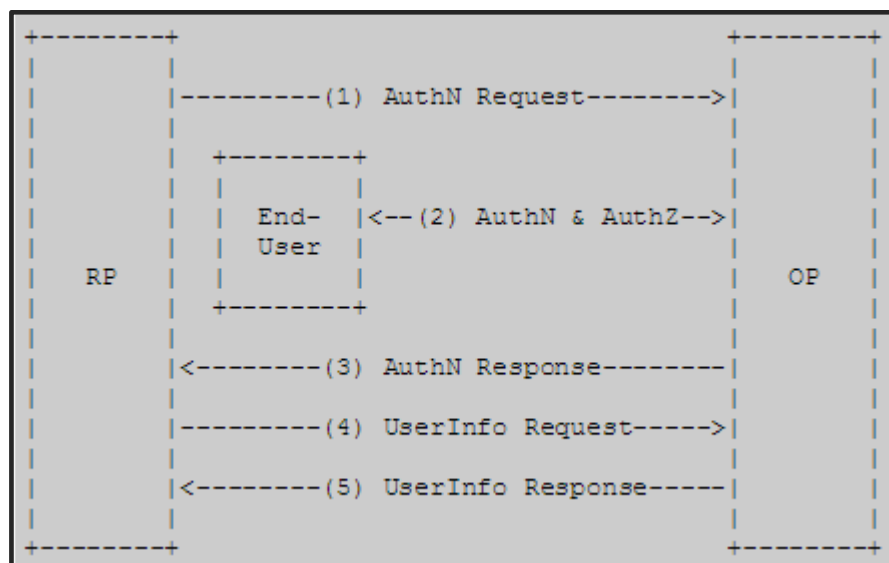 +--------+                                   +--------+
|        |                                   |        |
|        |---------(1) AuthN Request-------->|        |
|        |                                   |        |
|        |  +--------+                       |        |
|        |  |        |                       |        |
|        |  |  End-  |<--(2) AuthN & AuthZ-->|        |
|        |  |  User  |                       |        |
|   RP   |  |        |                       |   OP   |
|        |  +--------+                       |        |
|        |                                   |        |
|        |<--------(3) AuthN Response--------|        |
|        |                                   |        |
|        |---------(4) UserInfo Request----->|        |
|        |                                   |        |
|        |<--------(5) UserInfo Response-----|        |
|        |                                   |        |
+--------+                                   +--------+